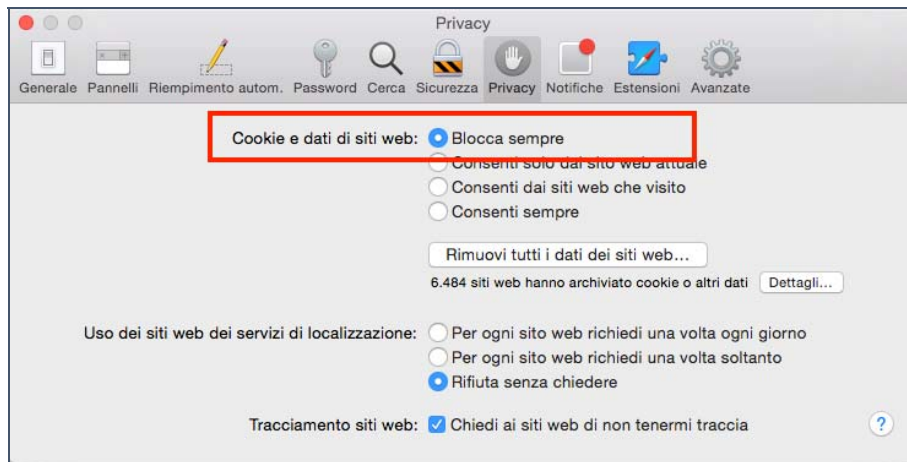 Privacy
Generale Pannelli Riempimento autom. Password Cerca Sicurezza Privacy Notifiche Estensioni Avanzate
Cookie e dati di siti web: Blocca sempre
Consenti solo dal sito web attuale
Consenti dai siti web che visito
Consenti sempre
Rimuovi tutti i dati dei siti web...
6.484 siti web hanno archiviato cookie o altri dati Dettagli...
Uso dei siti web dei servizi di localizzazione: Per ogni sito web richiedi una volta ogni giorno
Per ogni sito web richiedi una volta soltanto
Rifiuta senza chiedere
Tracciamento siti web: Chiedi ai siti web di non tenermi traccia ?